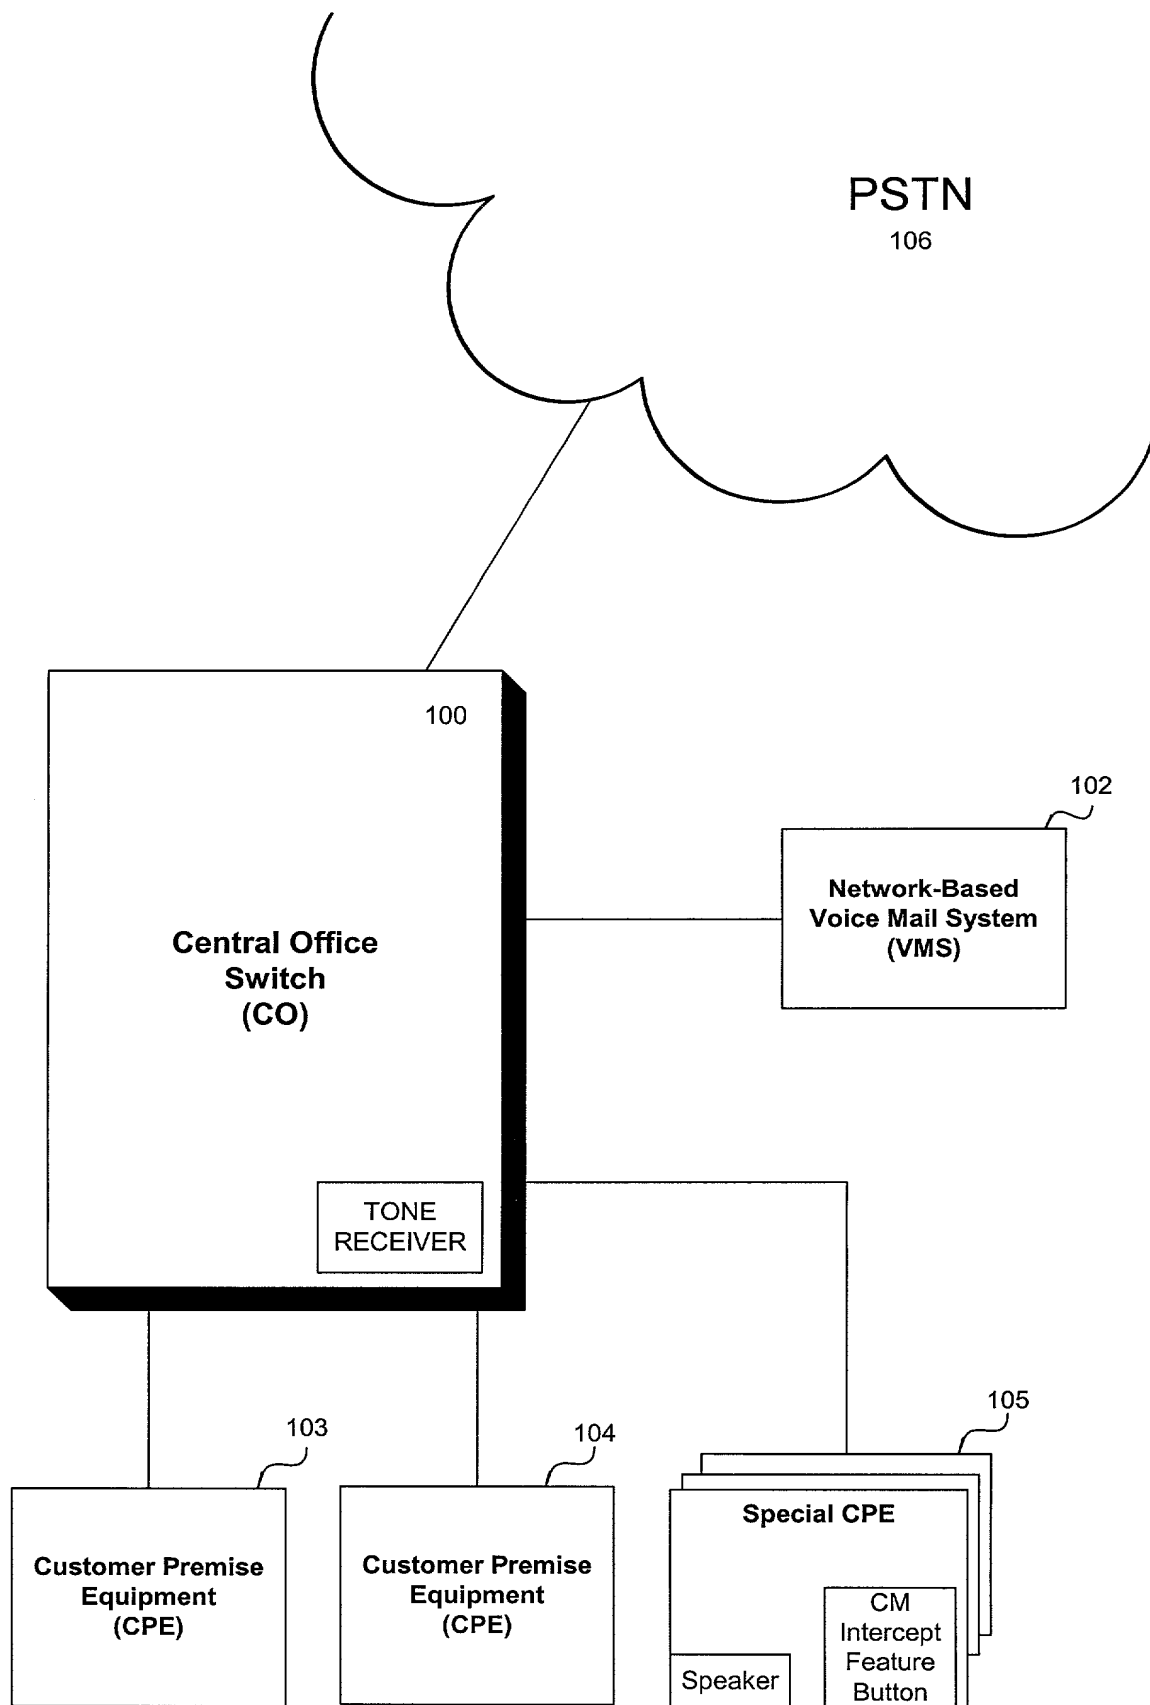 PSTN
106
100
102
Network-Based
Voice Mail System
(VMS)
Central Office
Switch
(CO)
TONE
RECEIVER
103
104
105
Customer Premise
Equipment
(CPE)
Customer Premise
Equipment
(CPE)
Special CPE
Speaker
CM
Intercept
Feature
Button